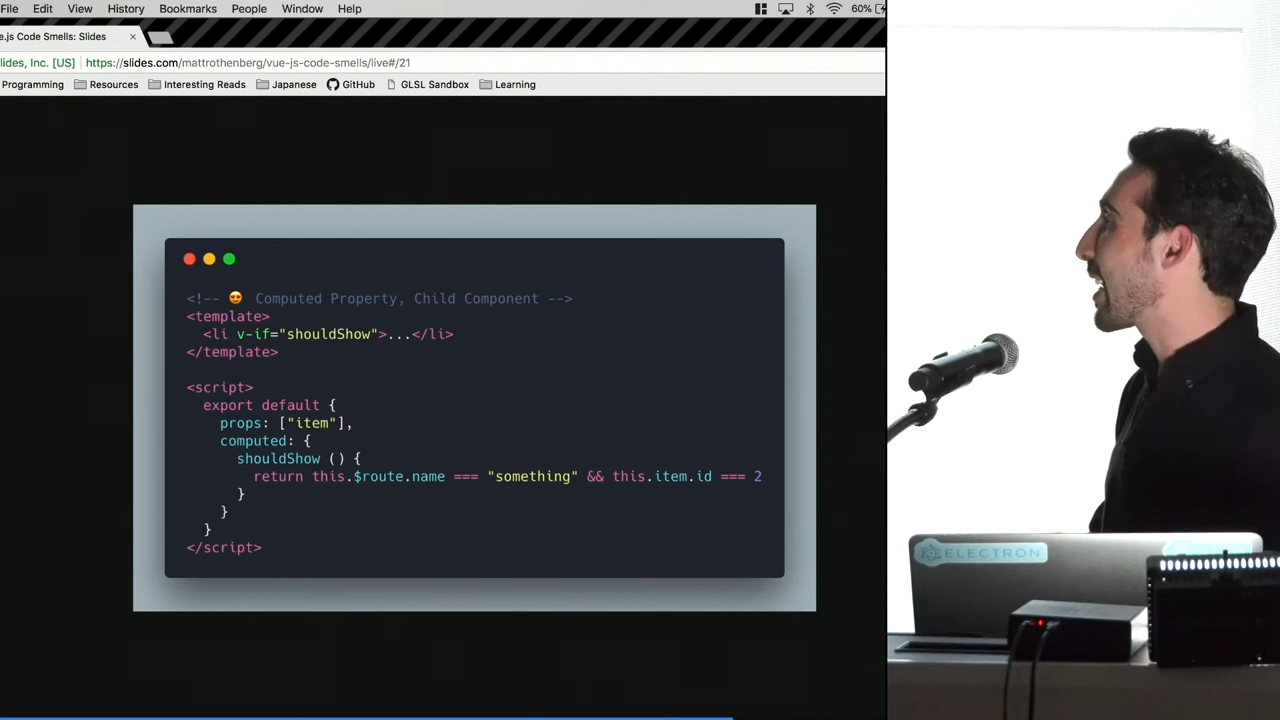 File Edit View History Bookmarks People Window Help 60%
e.js Code Smells: Slides ×
lides, Inc. [US] https://slides.com/mattrothenberg/vue-js-code-smells/live#/21
Programming Resources Interesting Reads Japanese GitHub GLSL Sandbox Learning
<!-- 😍 Computed Property, Child Component -->
<template>
<li v-if="shouldShow">...</li>
</template>
<script>
export default {
props: ["item"],
computed: {
shouldShow () {
return this.$route.name === "something" && this.item.id === 2
}
}
}
</script>
ELECTRON